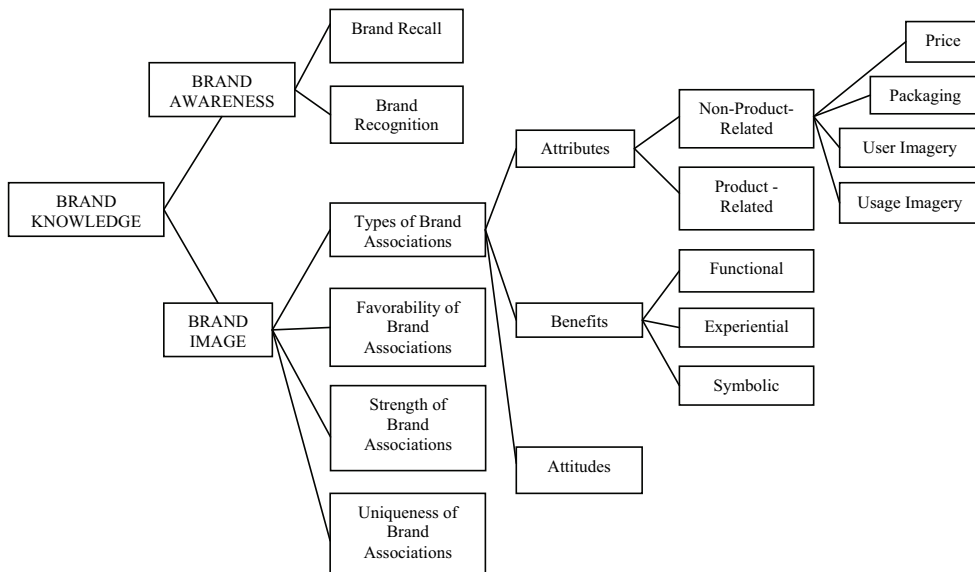 BRAND
KNOWLEDGE
BRAND
AWARENESS
Brand Recall
Brand
Recognition
BRAND
IMAGE
Types of Brand
Associations
Favorability of
Brand
Associations
Strength of
Brand
Associations
Uniqueness of
Brand
Associations
Attributes
Benefits
Attitudes
Non-Product-
Related
Product -
Related
Functional
Experiential
Symbolic
Price
Packaging
User Imagery
Usage Imagery